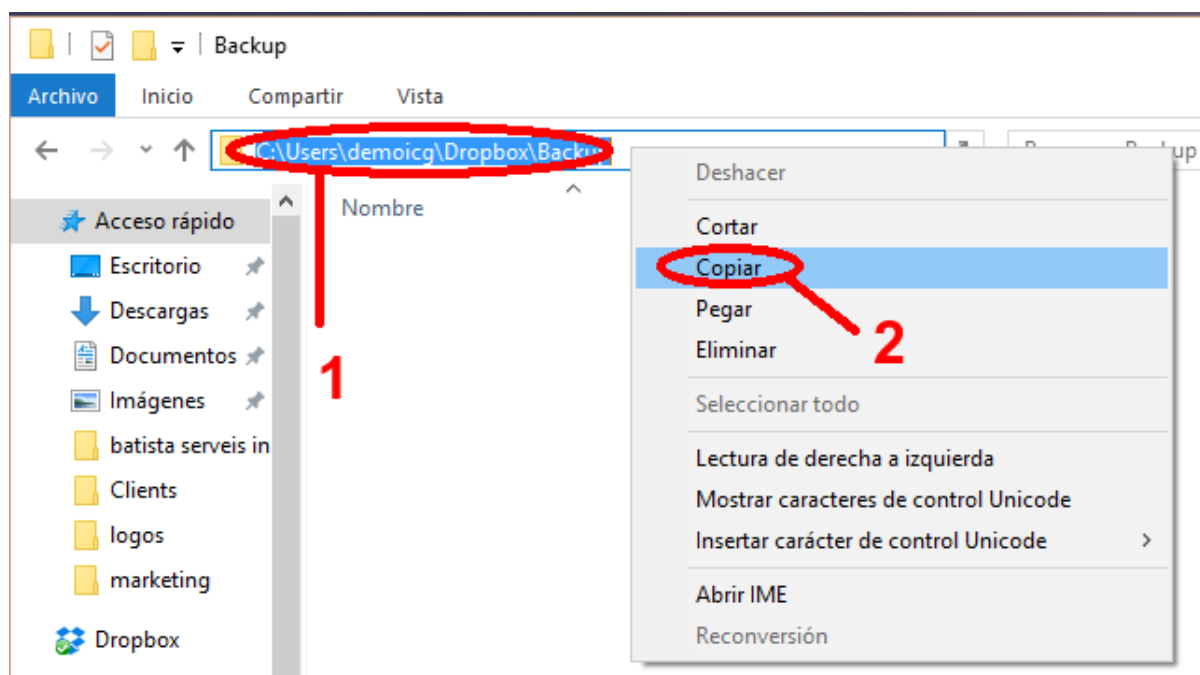 Backup
Archivo Inicio Compartir Vista
C:\Users\demoicg\Dropbox\Backup
Nombre
Acceso rápido
Escritorio
Descargas
Documentos
Imágenes
batista serveis in
Clients
logos
marketing
Dropbox
1
Deshacer
Cortar
Copiar
Pegar
Eliminar
2
Seleccionar todo
Lectura de derecha a izquierda
Mostrar caracteres de control Unicode
Insertar carácter de control Unicode
Abrir IME
Reconversión